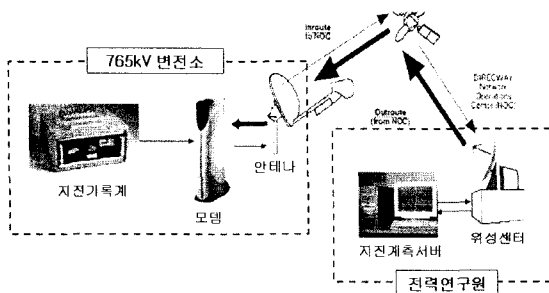 765kV 변전소
지진기록계
모뎀
안테나
Inroute
to NOC
Outroute
(from NOC)
DIRECWAY
Network
Operations
Center (NOC)
지진계측서버
위성센터
전력연구원